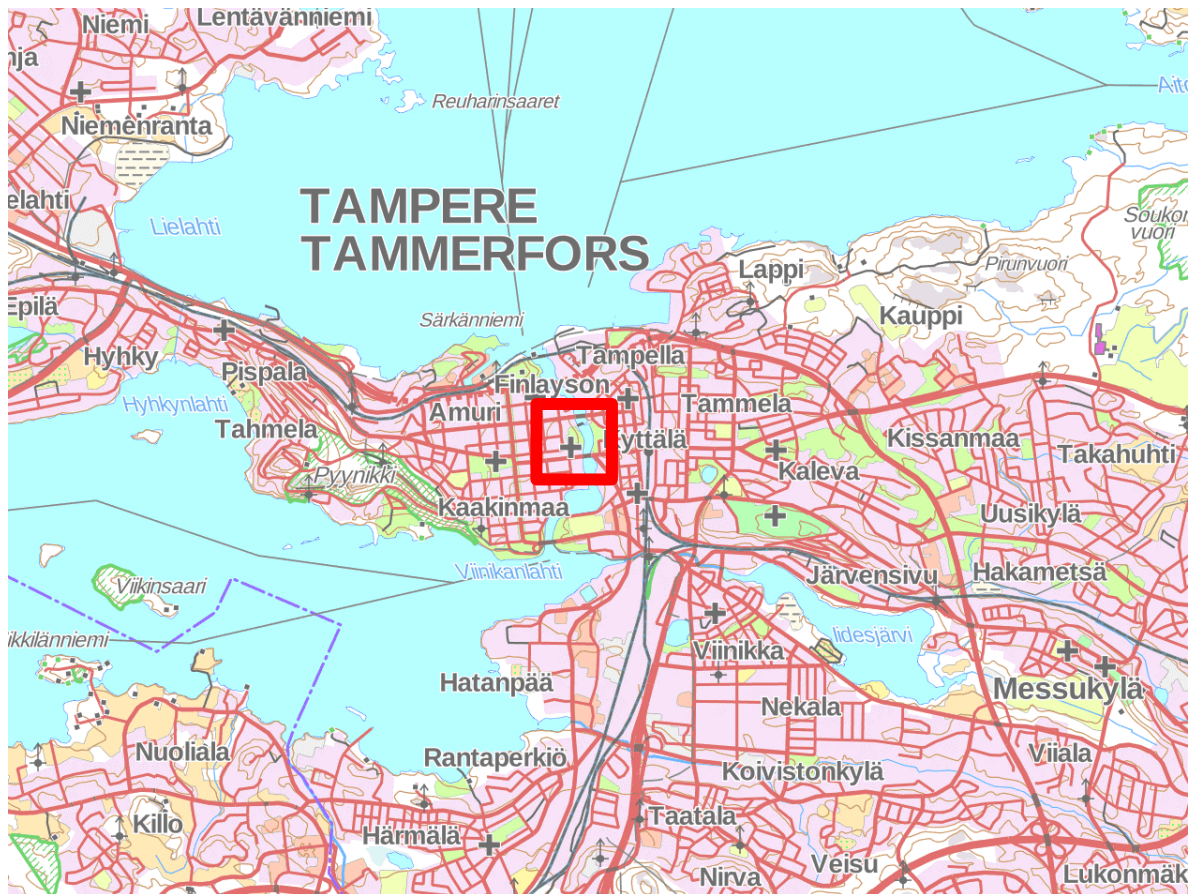 Niemi
Lentävänniemi
Reuharinsaaret
Niemenranta
TAMPERE
TAMMERFORS
Lielahti
Soukon
vuori
Pirunvuori
Lappi
Kauppi
Epilä
Särkänniemi
Hyhky
Pispala
Tampella
Finlayson
Hyhkynlahti
Amuri
Tammela
Tahmela
Kissanmaa
Takahuhti
Pyynikki
Kyttälä
Kaleva
Kaakinmaa
Uusikylä
Viinikanlahti
Järvensivu
Hakametsä
Viikinsaari
Iidesjärvi
ikkilänniemi
Viinikka
Hatanpää
Messukylä
Nekala
Nuoliala
Rantaperkiö
Koivistonkylä
Viiala
Killo
Härmälä
Taatala
Veisu
Nirva
Lukonmäk